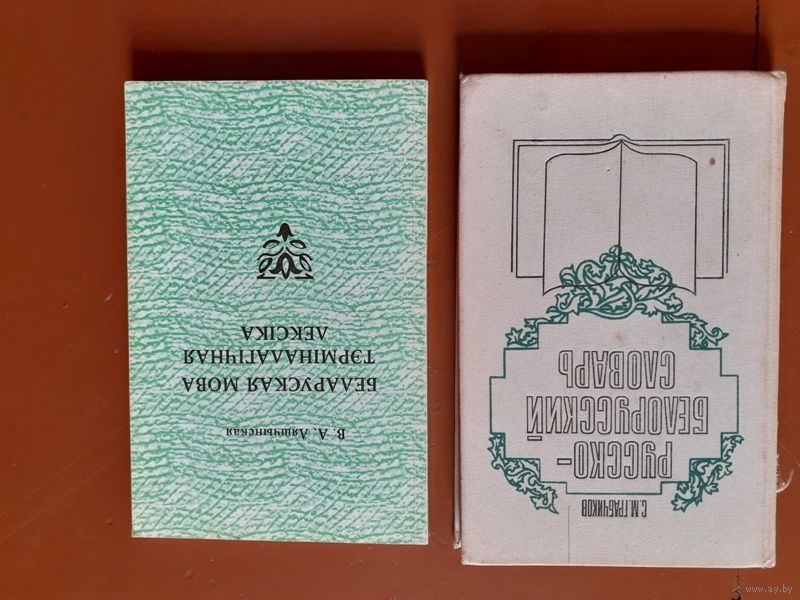 В. А. Ляшчынская
БЕЛАРУСКАЯ МОВА
ТЭРМІНАЛАГІЧНАЯ
ЛЕКСІКА
С.М. ГРАБЧИКОВ
РУССКО-
БЕЛОРУССКИЙ
СЛОВАРЬ
www.ay.by